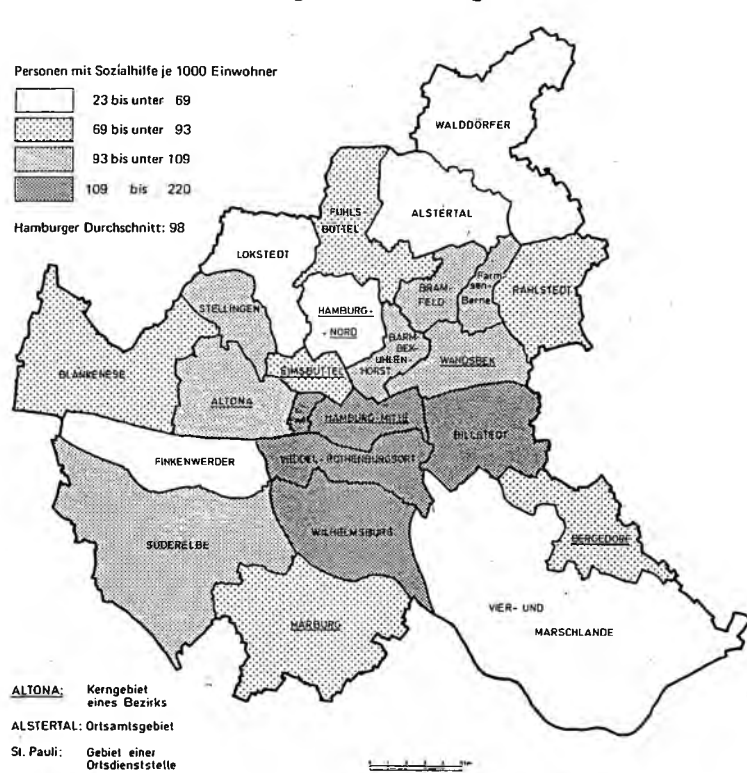 Personen mit Sozialhilfe je 1000 Einwohner
23 bis unter 69
69 bis unter 93
93 bis unter 109
109 bis 220
Hamburger Durchschnitt: 98
WALDDÖRFER
ALSTERTAL
FUHLS
BÜTTEL
LOKSTEDT
STELLINGEN
HAMBURG-
- NORD
BRAM-
FELD
Farm-
sen-
Berne
RAHLSTEDT
BARM-
BEK-
UHLEN-
HORST
WANDSBEK
EIMSBÜTTEL
BLANKENESE
ALTONA
St.
HAMBURG-MITTE
BILLSTEDT
FINKENWERDER
VEDDEL - ROTHENBURGSORT
SÜDERELBE
WILHELMSBURG
BERGEDORF
HARBURG
VIER- UND
MARSCHLANDE
ALTONA: Kerngebiet
eines Bezirks
ALSTERTAL: Ortsamtsgebiet
St. Pauli: Gebiet einer
Ortsdienststelle